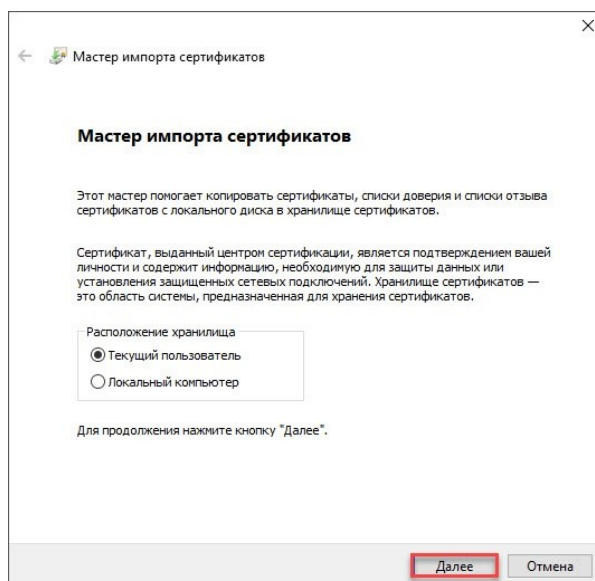 Мастер импорта сертификатов
Мастер импорта сертификатов
Этот мастер помогает копировать сертификаты, списки доверия и списки отзыва
сертификатов с локального диска в хранилище сертификатов.
Сертификат, выданный центром сертификации, является подтверждением вашей
личности и содержит информацию, необходимую для защиты данных или
установления защищенных сетевых подключений. Хранилище сертификатов —
это область системы, предназначенная для хранения сертификатов.
Расположение хранилища
Текущий пользователь
Локальный компьютер
Для продолжения нажмите кнопку "Далее".
Далее Отмена